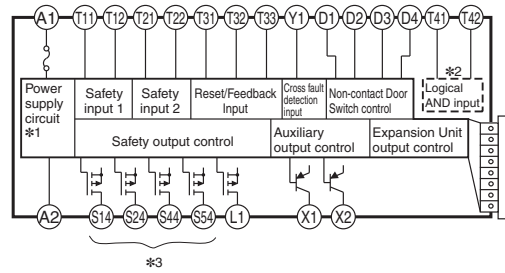 A1 T11 T12 T21 T22 T31 T32 T33 Y1 D1 D2 D3 D4 T41 T42
Power supply circuit ✻1
Safety input 1
Safety input 2
Reset/Feedback Input
Cross fault detection input
Non-contact Door Switch control
✻2
Logical AND input
Safety output control
Auxiliary output control
Expansion Unit output control
A2 S14 S24 S44 S54 L1 X1 X2
✻3